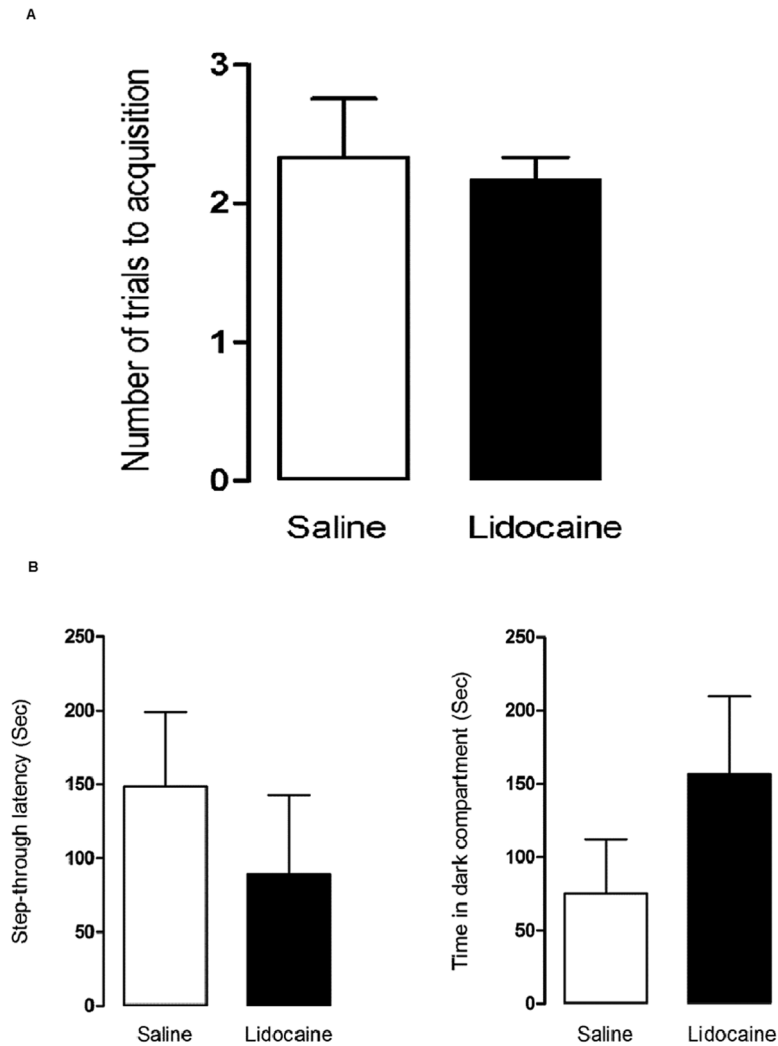 A
Number of trials to acquisition
3
2
1
0
Saline
Lidocaine
B
Step-through latency (Sec)
250
200
150
100
50
0
Saline
Lidocaine
Time in dark compartment (Sec)
250
200
150
100
50
0
Saline
Lidocaine